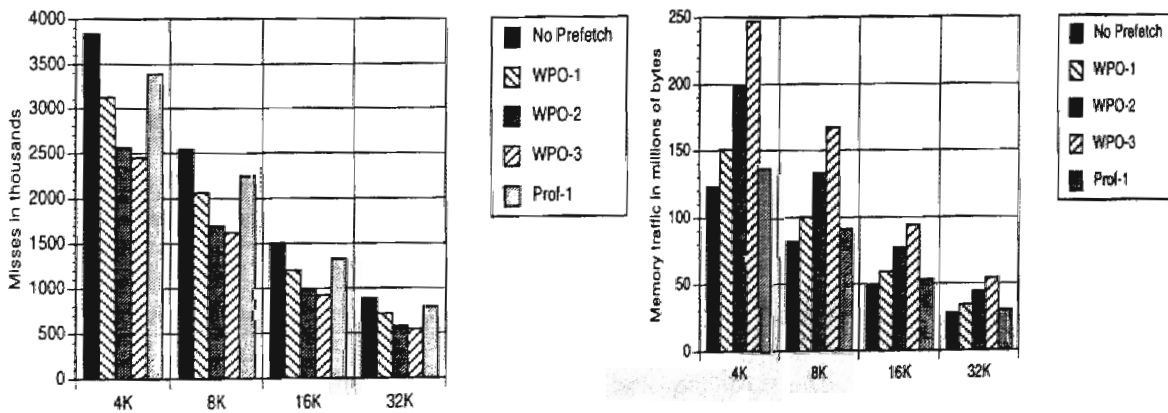 Misses in thousands
4000
3500
3000
2500
2000
1500
1000
500
0
4K 8K 16K 32K
No Prefetch
WPO-1
WPO-2
WPO-3
Prof-1
Memory traffic in millions of bytes
250
200
150
100
50
0
4K 8K 16K 32K
No Prefetch
WPO-1
WPO-2
WPO-3
Prof-1